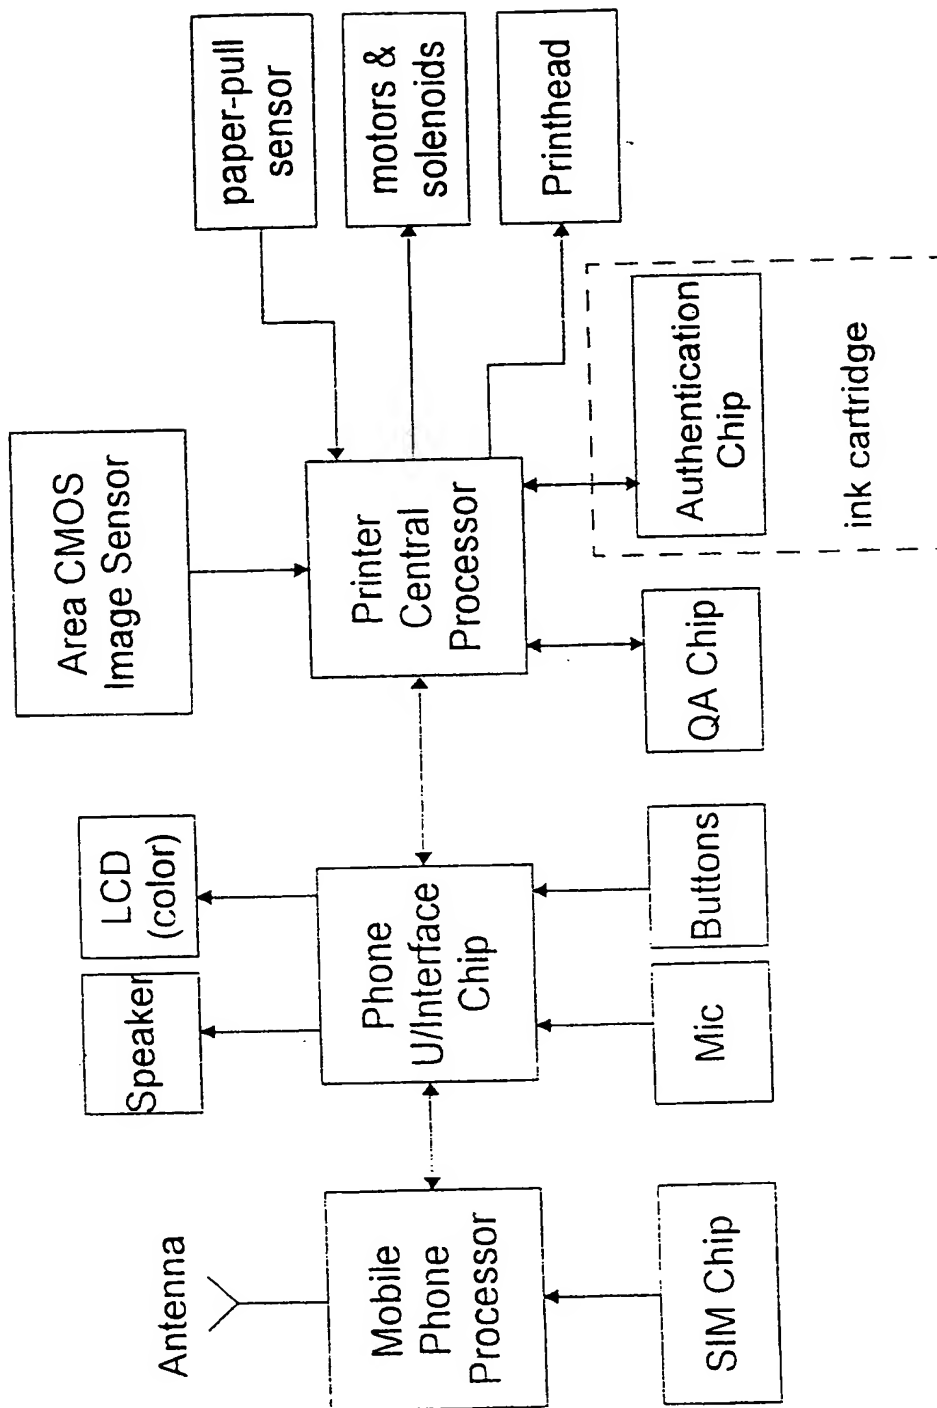 Antenna
Mobile
Phone
Processor
SIM Chip
Speaker
LCD
(color)
Phone
U/Interface
Chip
Mic
Buttons
Area CMOS
Image Sensor
Printer
Central
Processor
QA Chip
Authentication
Chip
ink cartridge
paper-pull
sensor
motors &
solenoids
Printhead